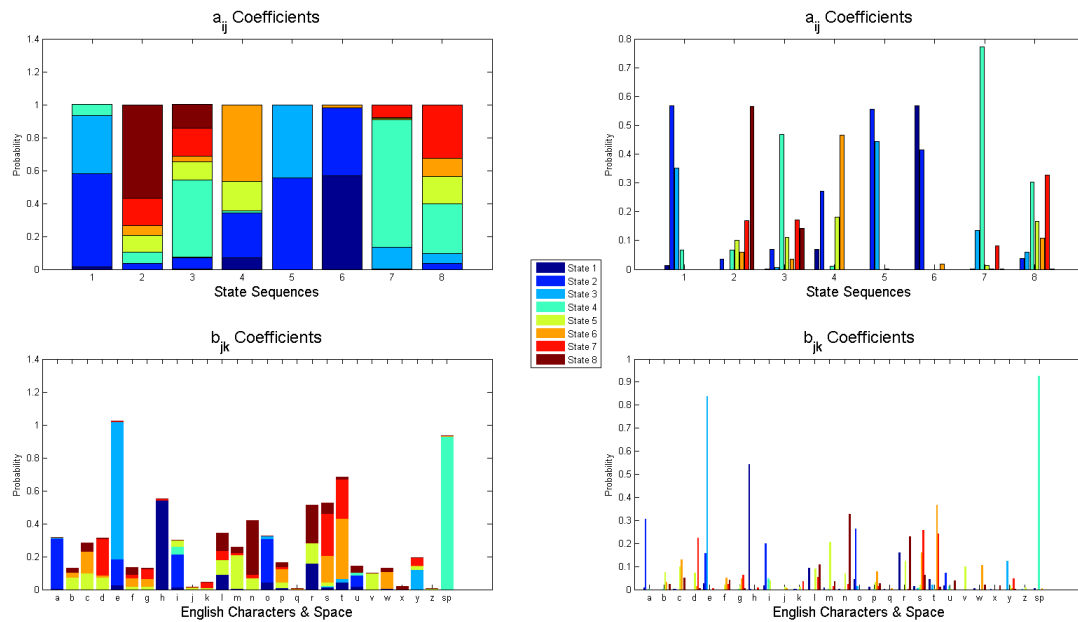 a_ij Coefficients
1.4
1.2
1
0.8
0.6
0.4
0.2
0
Probability
1 2 3 4 5 6 7 8
State Sequences
a_ij Coefficients
0.8
0.7
0.6
0.5
0.4
0.3
0.2
0.1
0
Probability
1 2 3 4 5 6 7 8
State Sequences
State 1
State 2
State 3
State 4
State 5
State 6
State 7
State 8
b_jk Coefficients
1.4
1.2
1
0.8
0.6
0.4
0.2
0
Probability
a b c d e f g h i j k l m n o p q r s t u v w x y z sp
English Characters & Space
b_jk Coefficients
1
0.9
0.8
0.7
0.6
0.5
0.4
0.3
0.2
0.1
0
Probability
a b c d e f g h i j k l m n o p q r s t u v w x y z sp
English Characters & Space